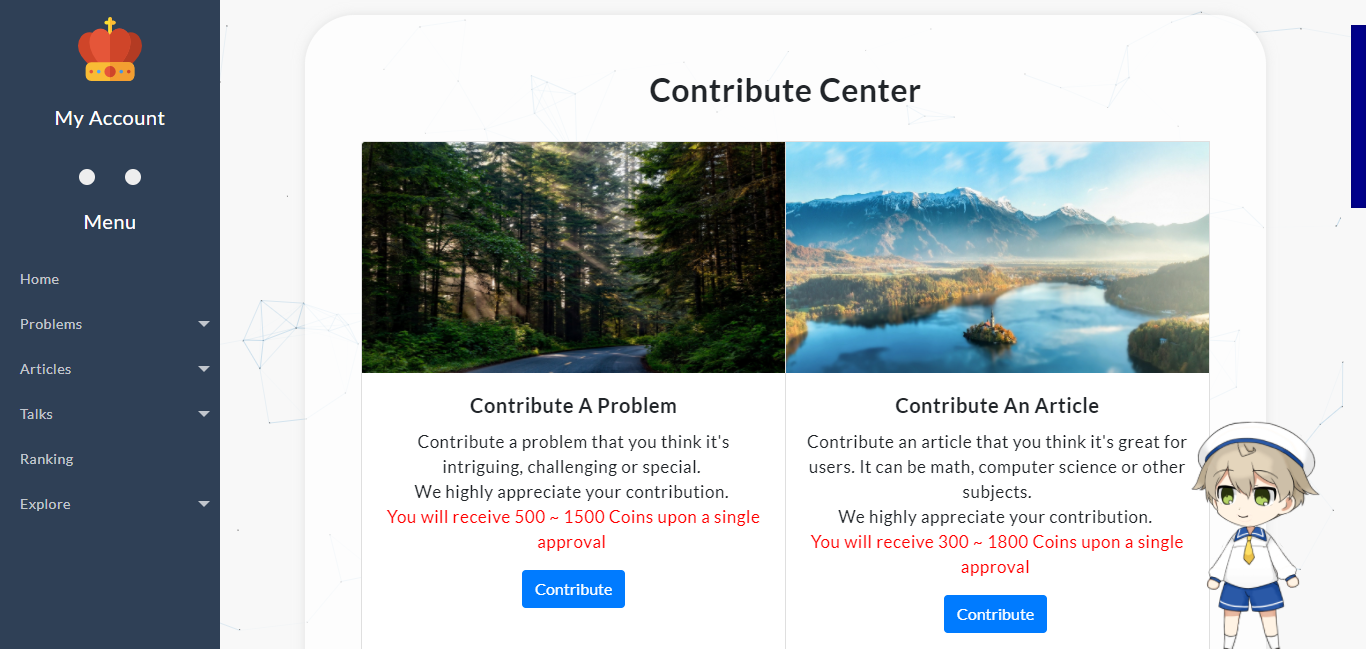 My Account
Menu
Home
Problems
Articles
Talks
Ranking
Explore
Contribute Center
Contribute A Problem
Contribute a problem that you think it's
intriguing, challenging or special.
We highly appreciate your contribution.
You will receive 500 ~ 1500 Coins upon a single
approval
Contribute
Contribute An Article
Contribute an article that you think it's great for
users. It can be math, computer science or other
subjects.
We highly appreciate your contribution.
You will receive 300 ~ 1800 Coins upon a single
approval
Contribute